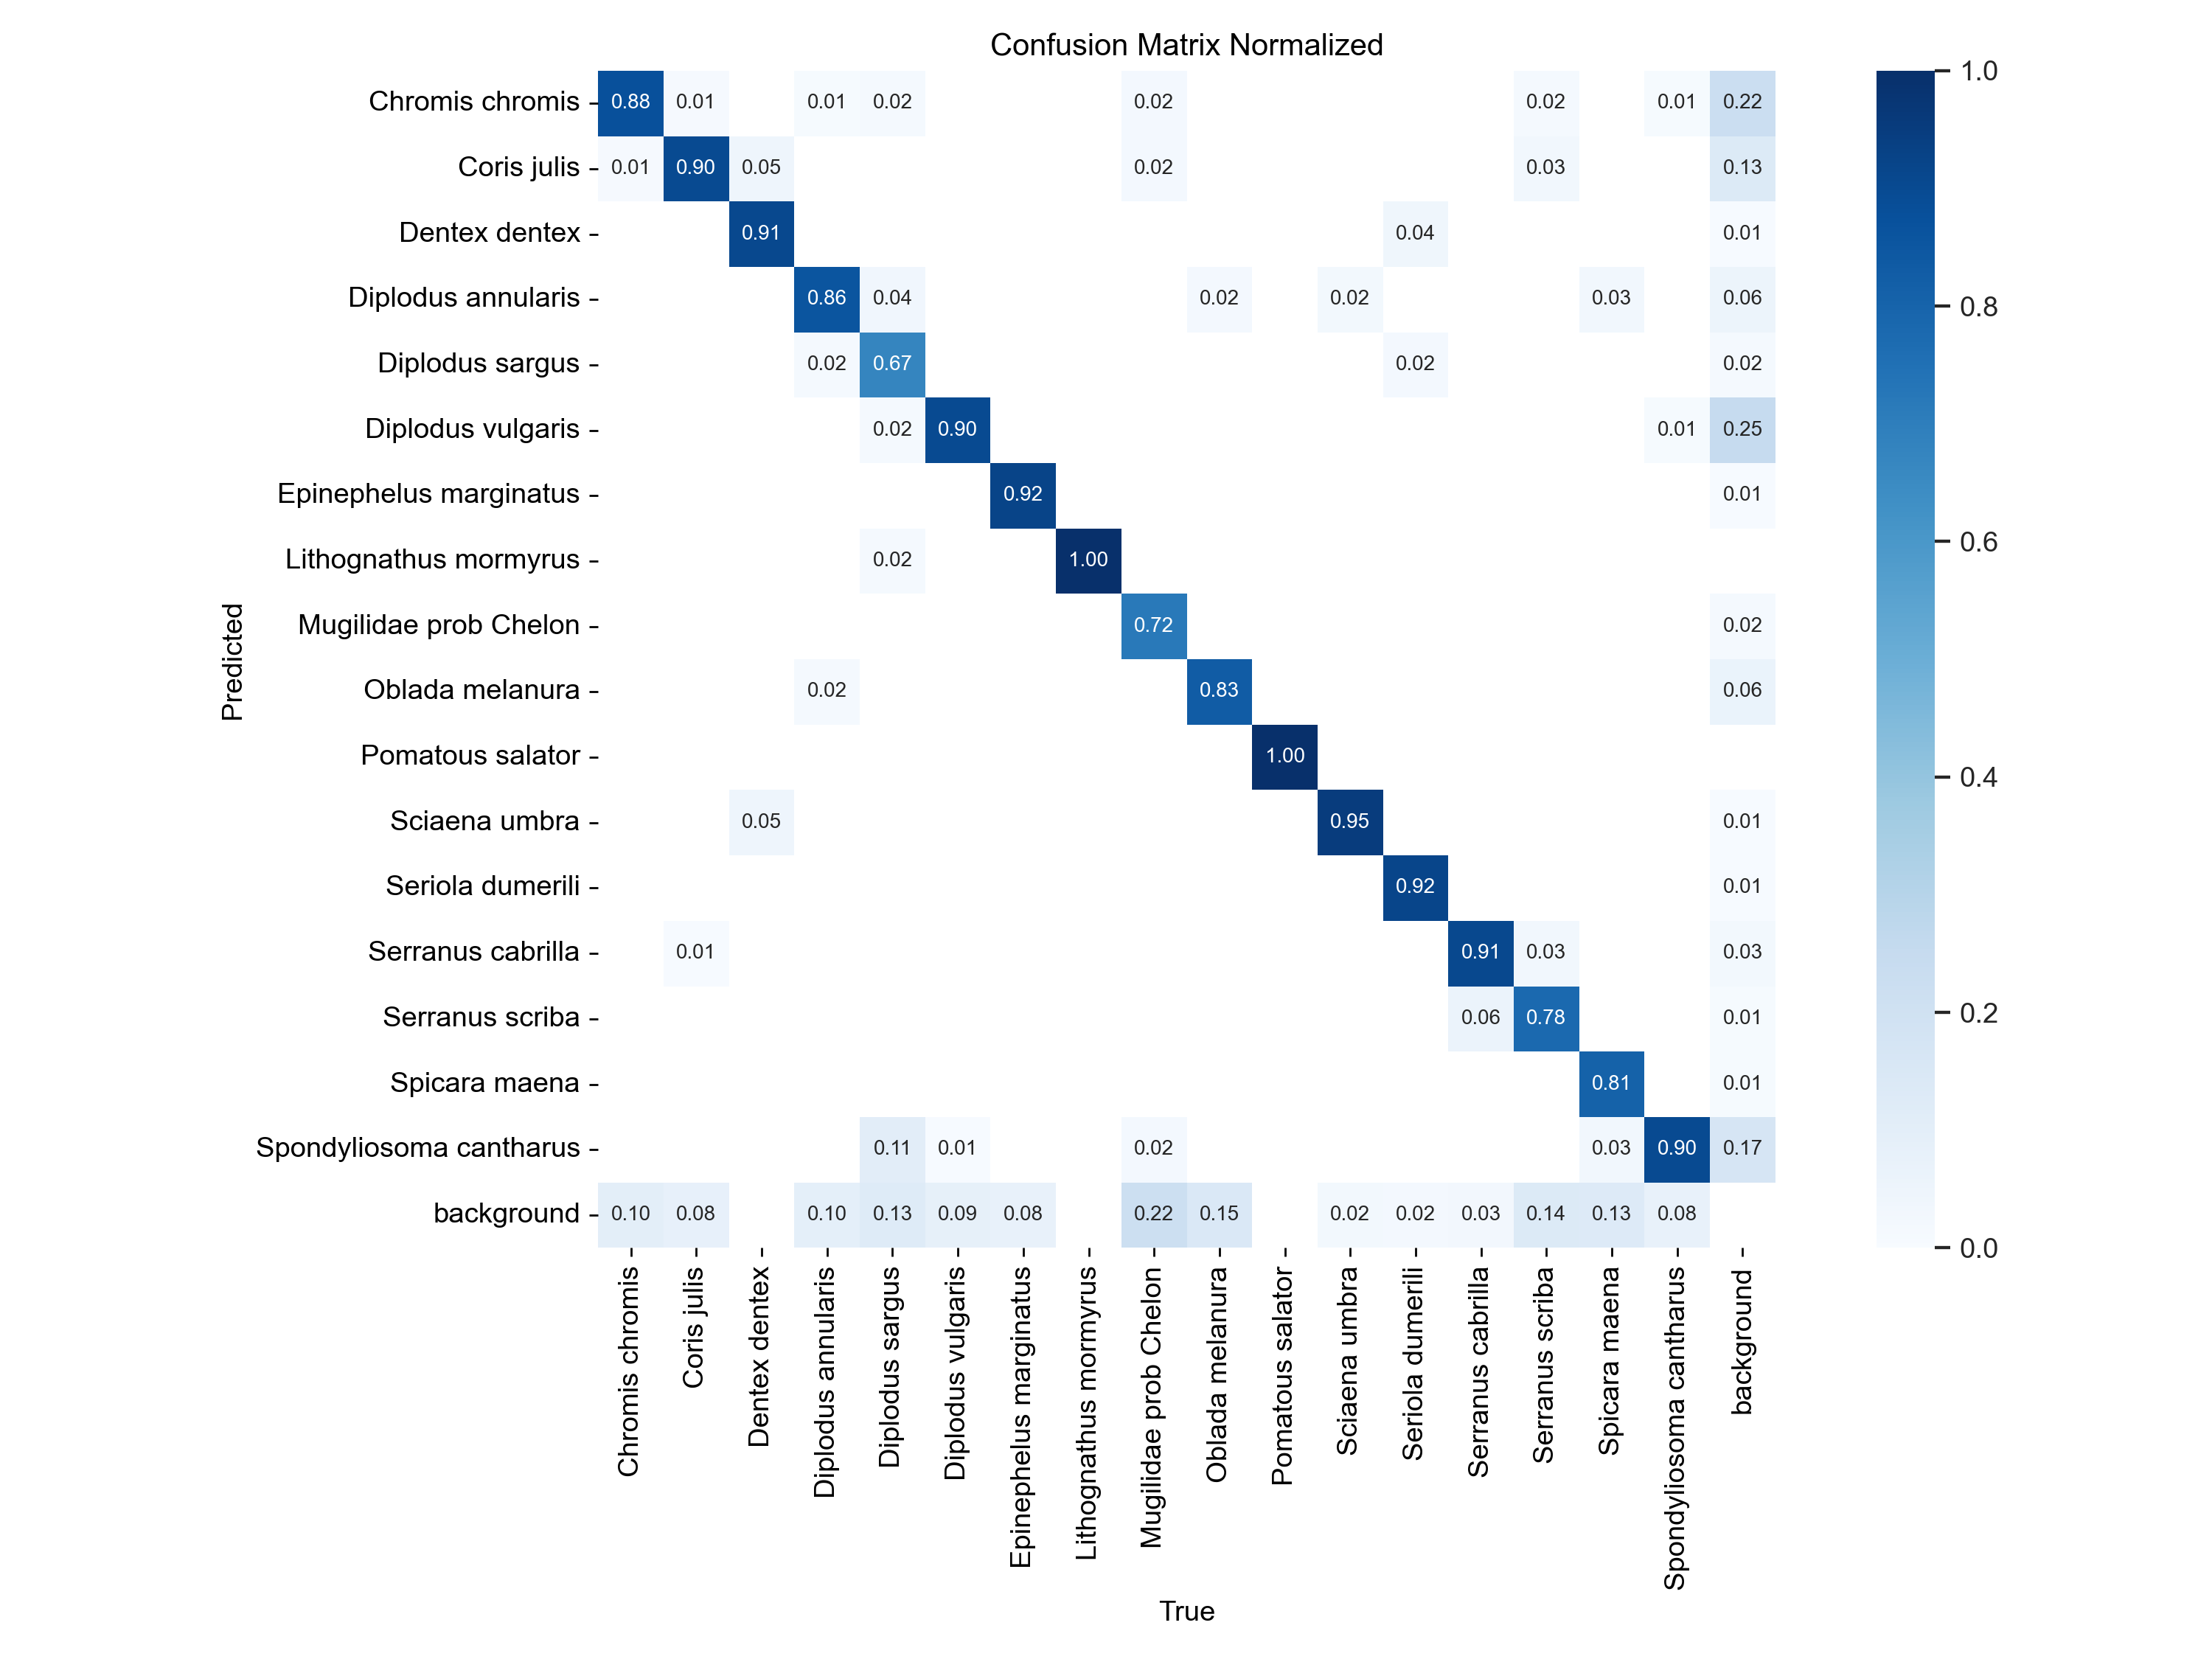 Confusion Matrix Normalized
Chromis chromis 0.88 0.01 0.01 0.02 0.02 0.02 0.01 0.22
Coris julis 0.01 0.90 0.05 0.02 0.03 0.13
Dentex dentex 0.91 0.04 0.01
Diplodus annularis 0.86 0.04 0.02 0.02 0.03 0.06
Diplodus sargus 0.02 0.67 0.02 0.02
Diplodus vulgaris 0.02 0.90 0.01 0.25
Epinephelus marginatus 0.92 0.01
Lithognathus mormyrus 0.02 1.00
Mugilidae prob Chelon 0.72 0.02
Oblada melanura 0.02 0.83 0.06
Pomatous salator 1.00
Sciaena umbra 0.05 0.95 0.01
Seriola dumerili 0.92 0.01
Serranus cabrilla 0.01 0.91 0.03 0.03
Serranus scriba 0.06 0.78 0.01
Spicara maena 0.81 0.01
Spondyliosoma cantharus 0.11 0.01 0.02 0.03 0.90 0.17
background 0.10 0.08 0.10 0.13 0.09 0.08 0.22 0.15 0.02 0.02 0.03 0.14 0.13 0.08
Predicted
Chromis chromis
Coris julis
Dentex dentex
Diplodus annularis
Diplodus sargus
Diplodus vulgaris
Epinephelus marginatus
Lithognathus mormyrus
Mugilidae prob Chelon
Oblada melanura
Pomatous salator
Sciaena umbra
Seriola dumerili
Serranus cabrilla
Serranus scriba
Spicara maena
Spondyliosoma cantharus
background
True
1.0
0.8
0.6
0.4
0.2
0.0